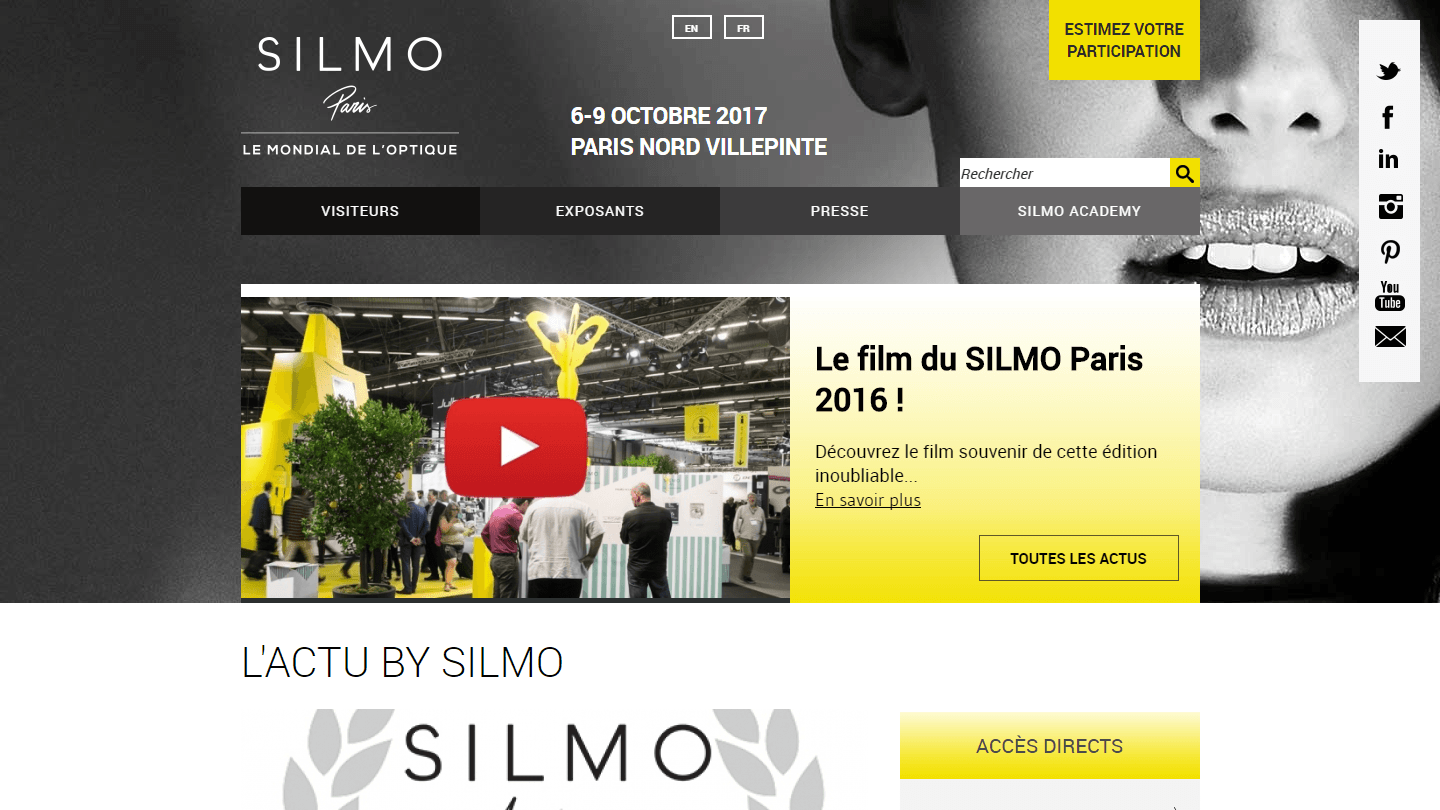 EN
FR
ESTIMEZ VOTRE
PARTICIPATION
SILMO
Paris
LE MONDIAL DE L'OPTIQUE
6-9 OCTOBRE 2017
PARIS NORD VILLEPINTE
Rechercher
VISITEURS
EXPOSANTS
PRESSE
SILMO ACADEMY
You
Tube
Le film du SILMO Paris
2016 !
Découvrez le film souvenir de cette édition
inoubliable...
En savoir plus
TOUTES LES ACTUS
L'ACTU BY SILMO
SILMO
ACCÈS DIRECTS